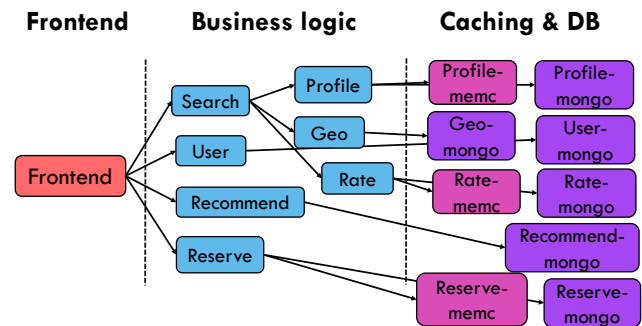 Frontend
Business logic
Caching & DB
Frontend
Search
User
Recommend
Reserve
Profile
Geo
Rate
Profile-
memc
Profile-
mongo
Geo-
mongo
User-
mongo
Rate-
memc
Rate-
mongo
Recommend-
mongo
Reserve-
memc
Reserve-
mongo